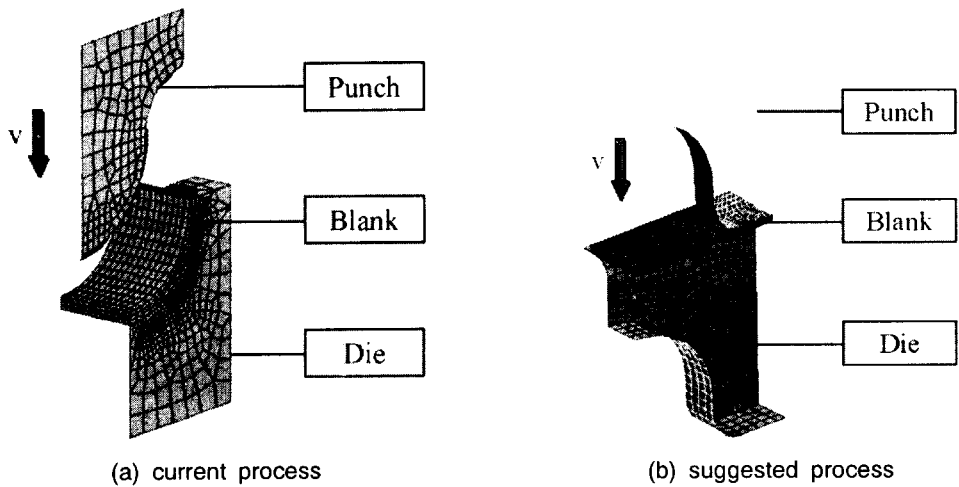 Punch
V
Blank
Die
(a) current process
Punch
V
Blank
Die
(b) suggested process